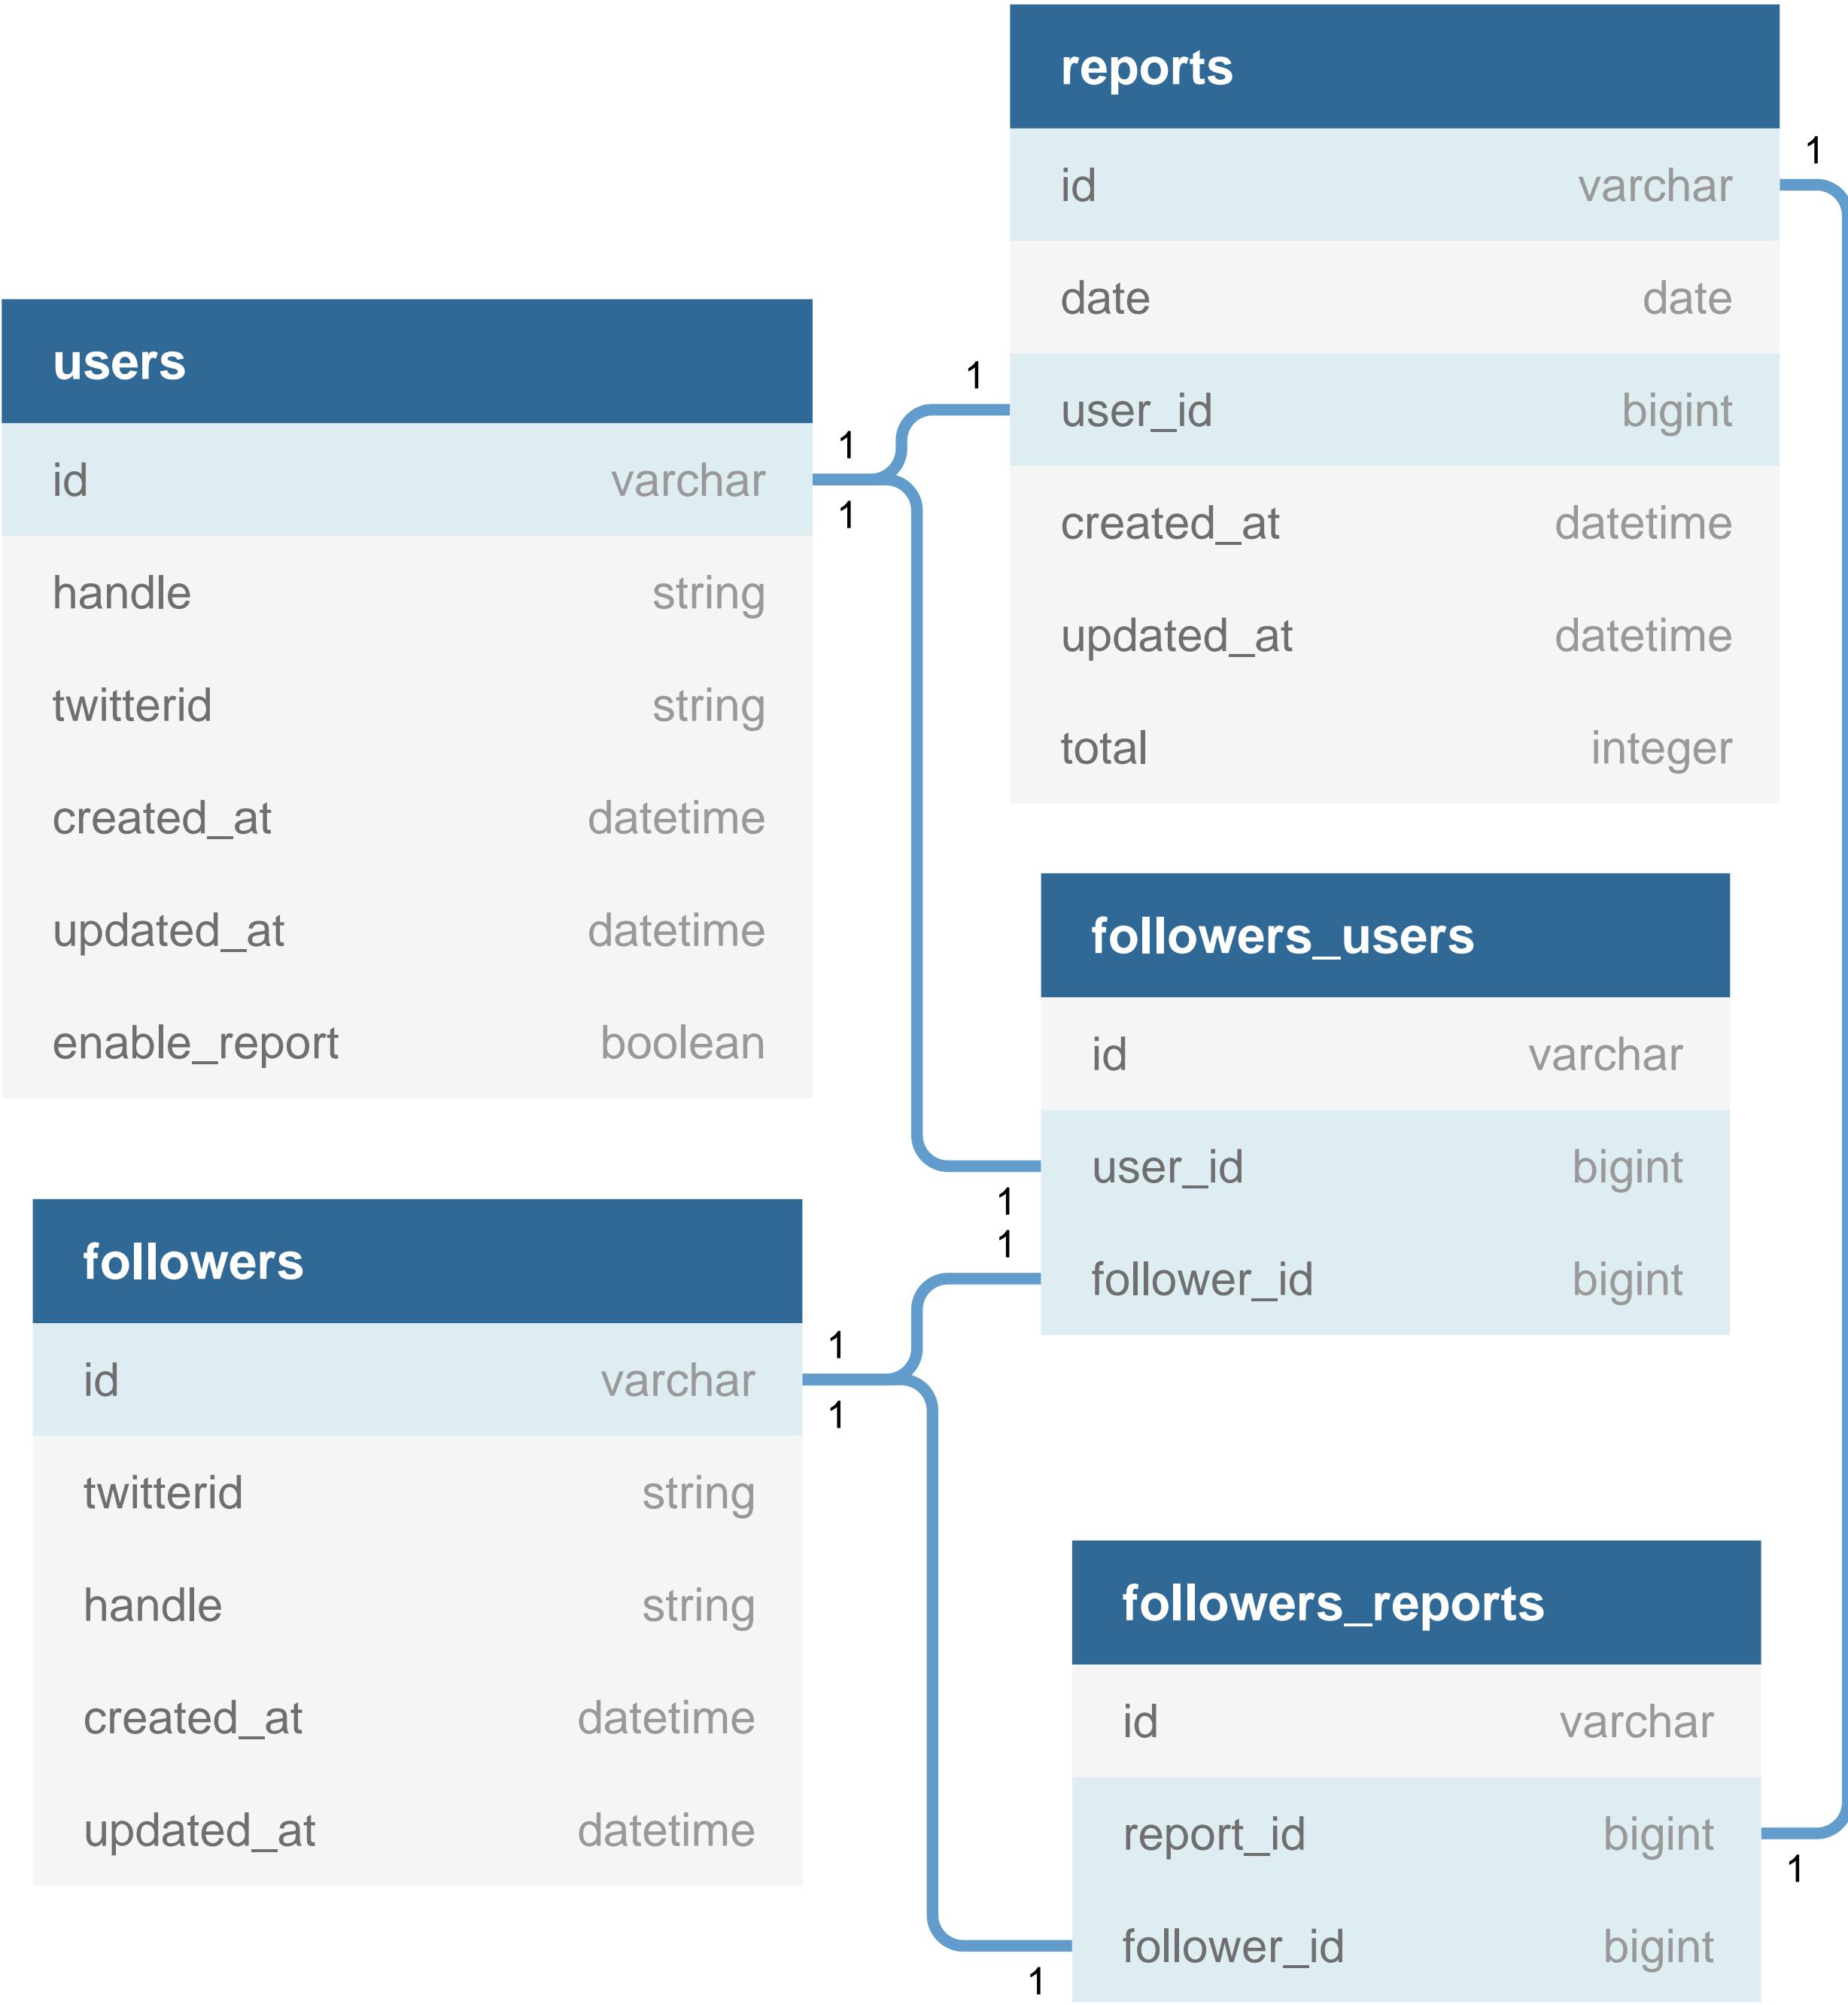 users
id varchar
handle string
twitterid string
created_at datetime
updated_at datetime
enable_report boolean
1
1
reports
id varchar
date date
user_id bigint
created_at datetime
updated_at datetime
total integer
1
1
followers_users
id varchar
user_id bigint
follower_id bigint
1
1
followers
id varchar
twitterid string
handle string
created_at datetime
updated_at datetime
1
1
followers_reports
id varchar
report_id bigint
follower_id bigint
1
1